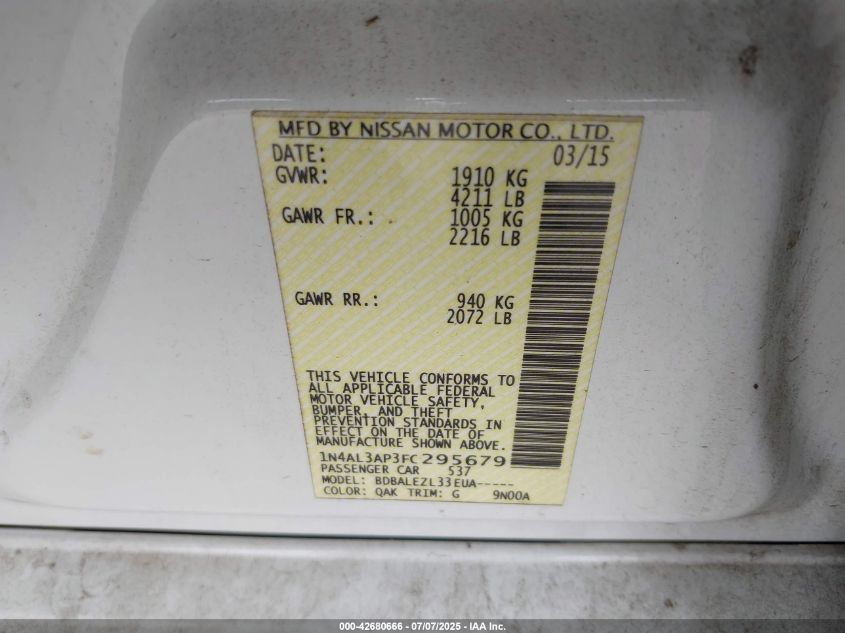 MFD BY NISSAN MOTOR CO., LTD.
DATE: 03/15
GVWR: 1910 KG
4211 LB
GAWR FR.: 1005 KG
2216 LB
GAWR RR.: 940 KG
2072 LB
THIS VEHICLE CONFORMS TO
ALL APPLICABLE FEDERAL
MOTOR VEHICLE SAFETY,
BUMPER, AND THEFT
PREVENTION STANDARDS IN
EFFECT ON THE DATE OF
MANUFACTURE SHOWN ABOVE.
1N4AL3AP3FC295679
PASSENGER CAR 537
MODEL: BDBALEZL33EUA-----
COLOR: QAK TRIM: G 9N00A
000-42680666 - 07/07/2025 - IAA Inc.